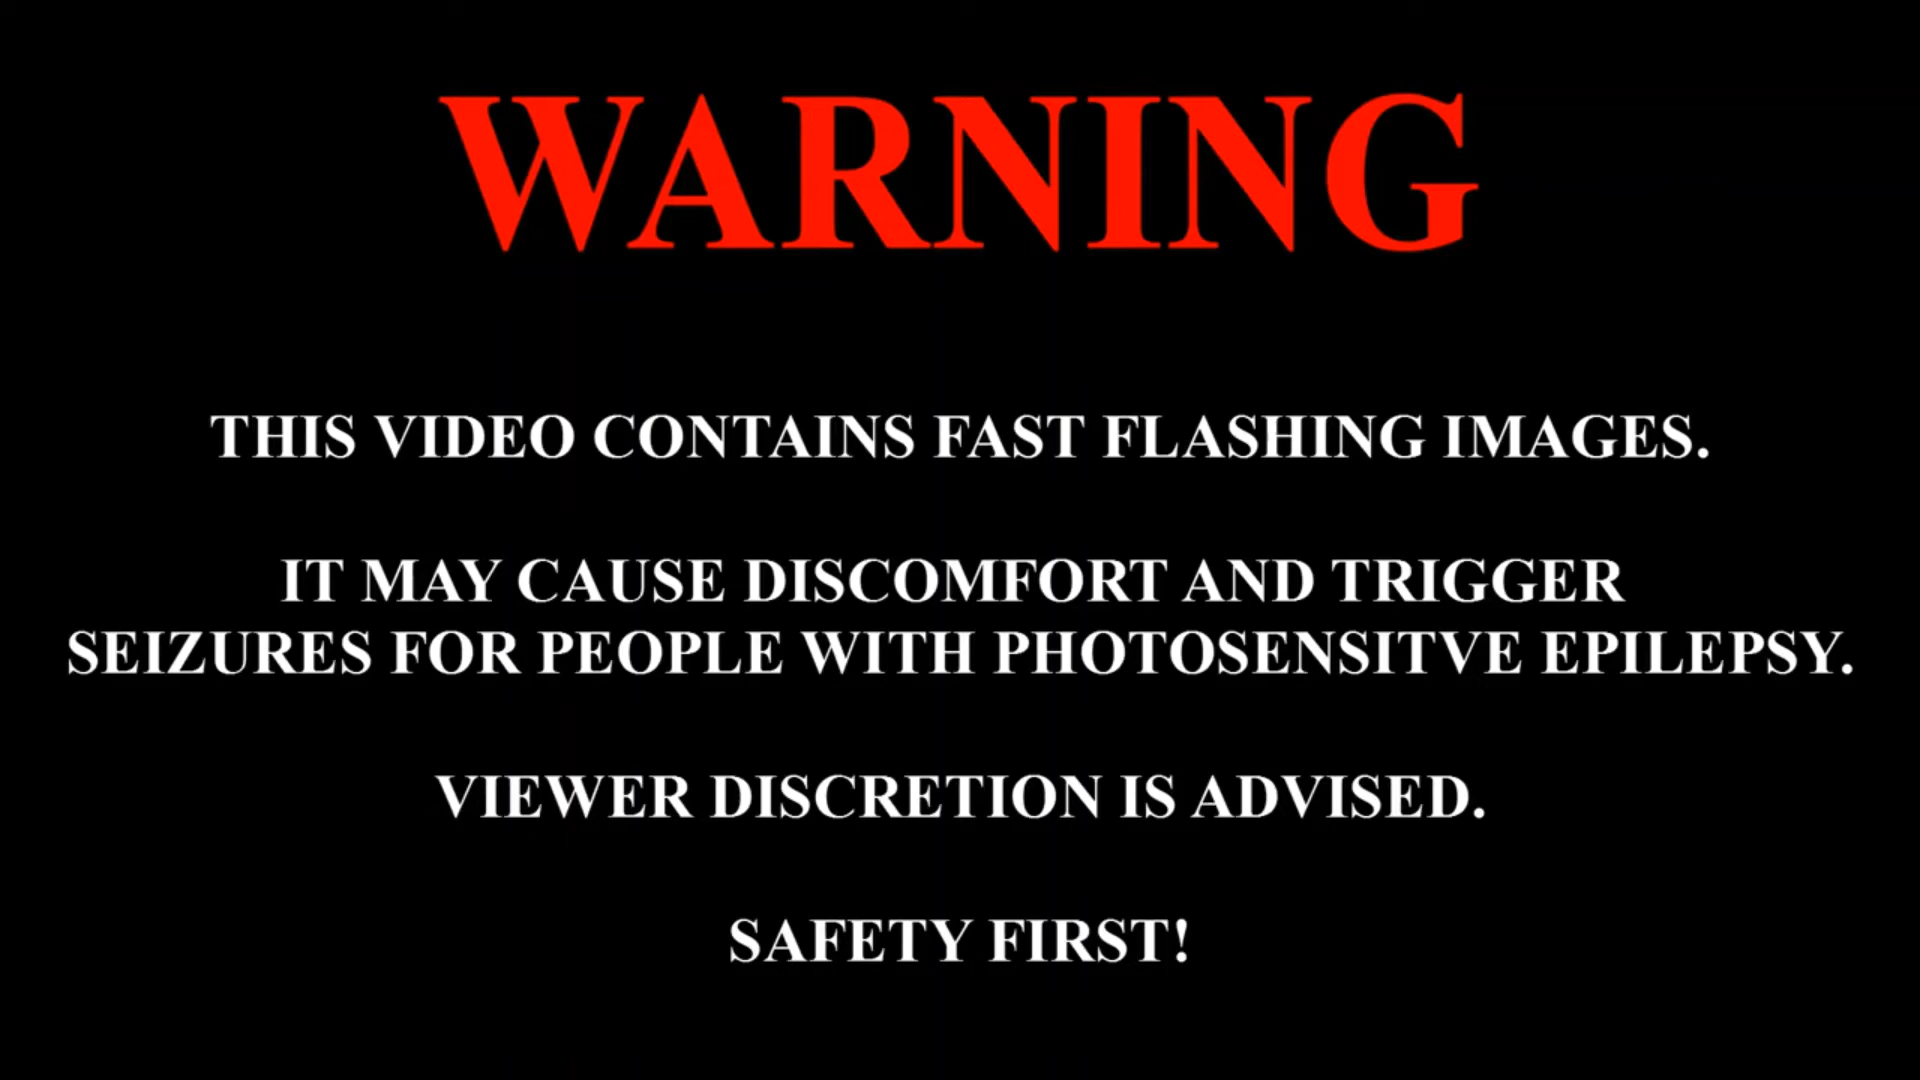 WARNING
THIS VIDEO CONTAINS FAST FLASHING IMAGES.
IT MAY CAUSE DISCOMFORT AND TRIGGER
SEIZURES FOR PEOPLE WITH PHOTOSENSITVE EPILEPSY.
VIEWER DISCRETION IS ADVISED.
SAFETY FIRST!